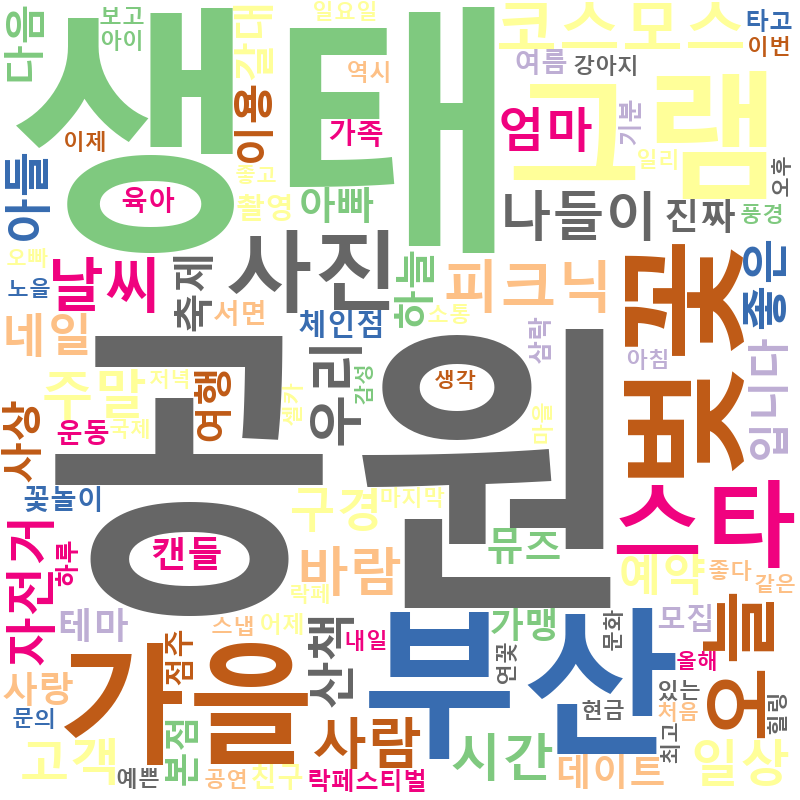 다음
보고
아이
생태
갈대
일요일
역시
코스모스
타고
이번
여름
강아지
이용
이제
가족
엄마
그램
기분
일리
오후
아들
육아
좋고
촬영
아빠
나들이
진짜
풍경
오빠
노을
날씨
축제
사진
서면
체인점
하늘
소통
피크닉
벚꽃
좋은
네일
삼락
아침
입니다
공원
주말
저녁
여행
우리
감성
생각
셀카
마을
사상
운동
국제
꽃놀이
구경
마지막
스타
자전거
하루
캔들
바람
뮤즈
예약
좋다
같은
락페
테마
스냅
어제
산책
내일
가맹
문화
모집
오늘
점주
가을
부산
연꽃
올해
사랑
문의
있는
현금
처음
힐링
최고
고객
본점
사람
시간
데이트
일상
예쁜
공연
친구
락페스티벌